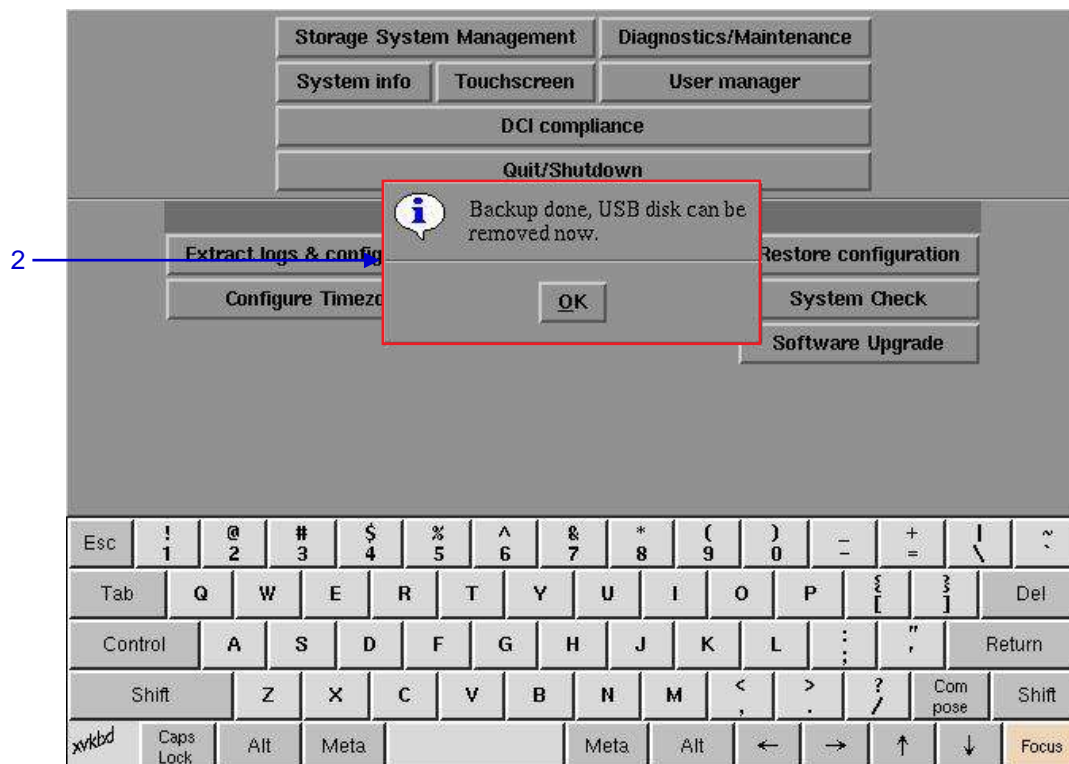 Storage System Management Diagnostics/Maintenance
System info Touchscreen User manager
DCI compliance
Quit/Shutdown
Backup done, USB disk can be
removed now.
OK
2
Extract logs & config
Restore configuration
Configure Timezo
System Check
Software Upgrade
Esc ! 1 @ 2 # 3 $ 4 % 5 ^ 6 & 7 * 8 ( 9 ) 0 _ - + = | \ ~ `
Tab Q W E R T Y U I O P { [ } ] Del
Control A S D F G H J K L : ; " ' Return
Shift Z X C V B N M < , > . ? / Com pose Shift
xvkbd Caps Lock Alt Meta Meta Alt ← → ↑ ↓ Focus